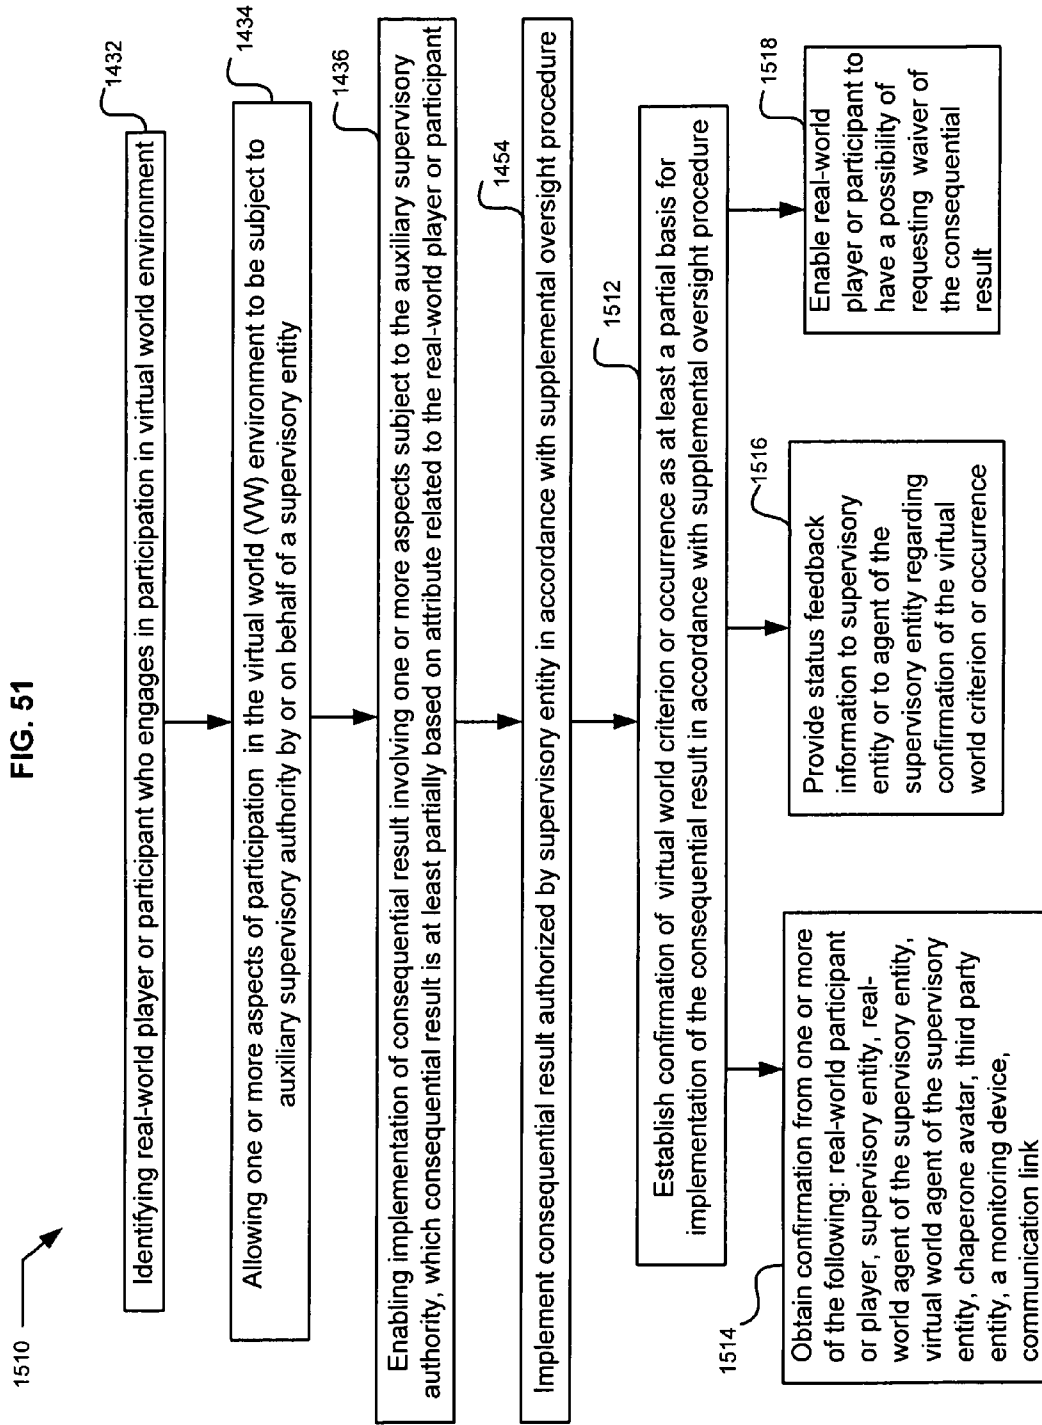 FIG. 51
1510
1432
Identifying real-world player or participant who engages in participation in virtual world environment
1434
Allowing one or more aspects of participation in the virtual world (VW) environment to be subject to
auxiliary supervisory authority by or on behalf of a supervisory entity
1436
Enabling implementation of consequential result involving one or more aspects subject to the auxiliary supervisory
authority, which consequential result is at least partially based on attribute related to the real-world player or participant
1454
Implement consequential result authorized by supervisory entity in accordance with supplemental oversight procedure
1512
Establish confirmation of virtual world criterion or occurrence as at least a partial basis for
implementation of the consequential result in accordance with supplemental oversight procedure
1514
Obtain confirmation from one or more
of the following: real-world participant
or player, supervisory entity, real-
world agent of the supervisory entity,
virtual world agent of the supervisory
entity, chaperone avatar, third party
entity, a monitoring device,
communication link
1516
Provide status feedback
information to supervisory
entity or to agent of the
supervisory entity regarding
confirmation of the virtual
world criterion or occurrence
1518
Enable real-world
player or participant to
have a possibility of
requesting waiver of
the consequential
result